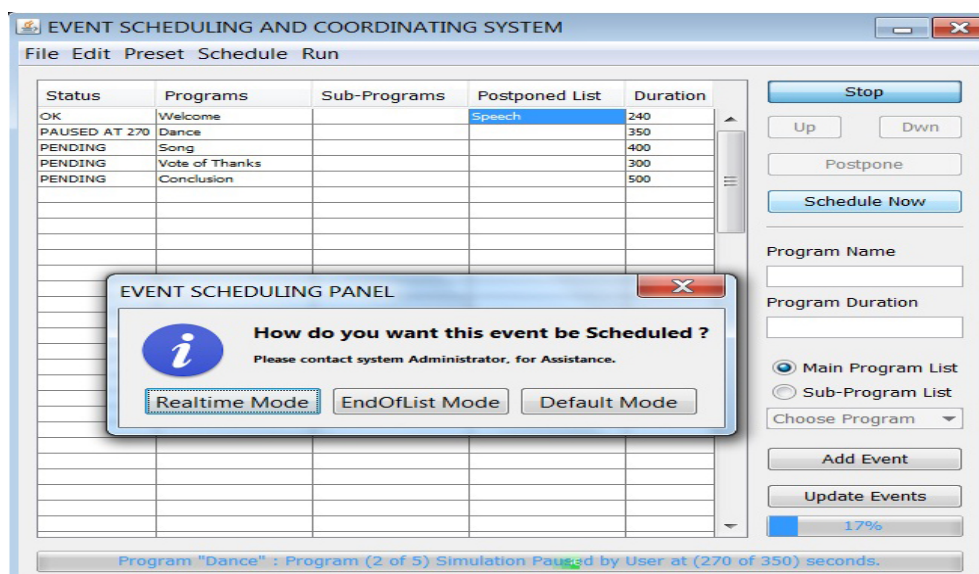 EVENT SCHEDULING AND COORDINATING SYSTEM
File Edit Preset Schedule Run
Status Programs Sub-Programs Postponed List Duration
OK Welcome Speech 240
PAUSED AT 270 Dance 350
PENDING Song 400
PENDING Vote of Thanks 300
PENDING Conclusion 500
Stop
Up Dwn
Postpone
Schedule Now
Program Name
Program Duration
Main Program List
Sub-Program List
Choose Program
Add Event
Update Events
17%
EVENT SCHEDULING PANEL
How do you want this event be Scheduled ?
Please contact system Administrator, for Assistance.
Realtime Mode EndOfList Mode Default Mode
Program "Dance" : Program (2 of 5) Simulation Paused by User at (270 of 350) seconds.